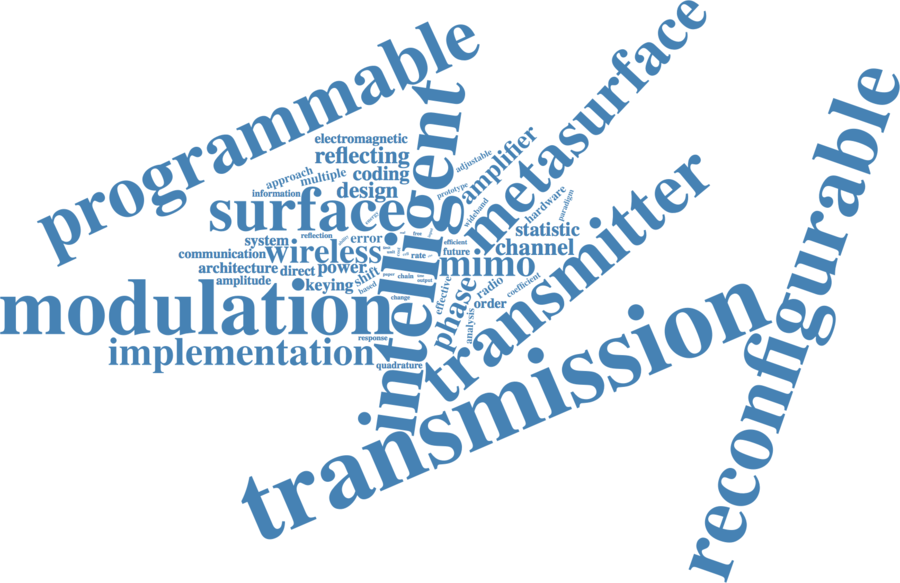 programmable
metasurface
reconfigurable
intelligent
electromagnetic
reflecting
amplifier
adjustable
approach
multiple
coding
prototype
information
design
hardware
paradigm
surface
wideband
energy
statistic
free
reflection
system
error
efficient
channel
communication
wireless
future
rate
mimo
architecture
direct
power
transmitter
amplitude
keying
shift
based
paper
chain
output
effective
radio
coefficient
modulation
change
phase
order
analysis
response
implementation
quadrature
transmission